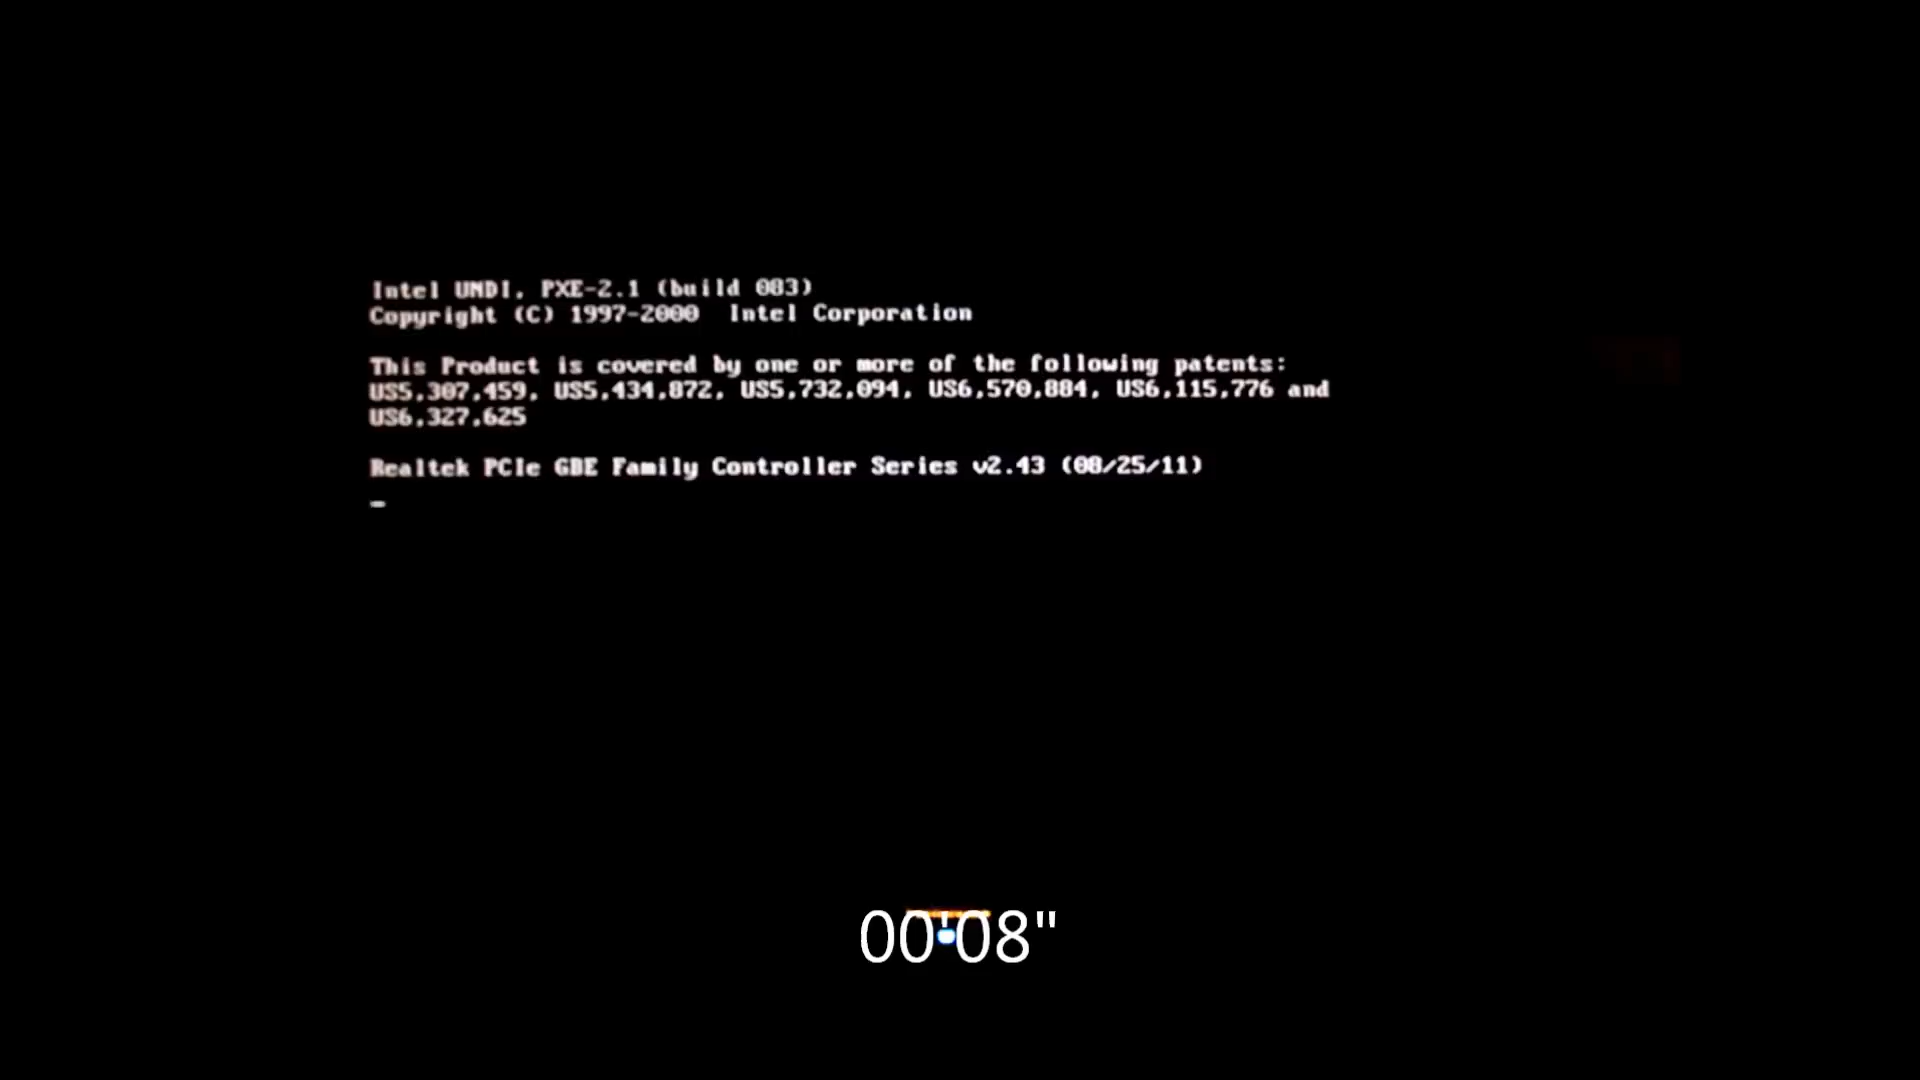 Intel UNDI, PXE-2.1 (build 083)
Copyright (C) 1997-2000  Intel Corporation
This Product is covered by one or more of the following patents:
US5,307,459, US5,434,872, US5,732,094, US6,570,884, US6,115,776 and
US6,327,625
Realtek PCIe GBE Family Controller Series v2.43 (08/25/11)
00'08"